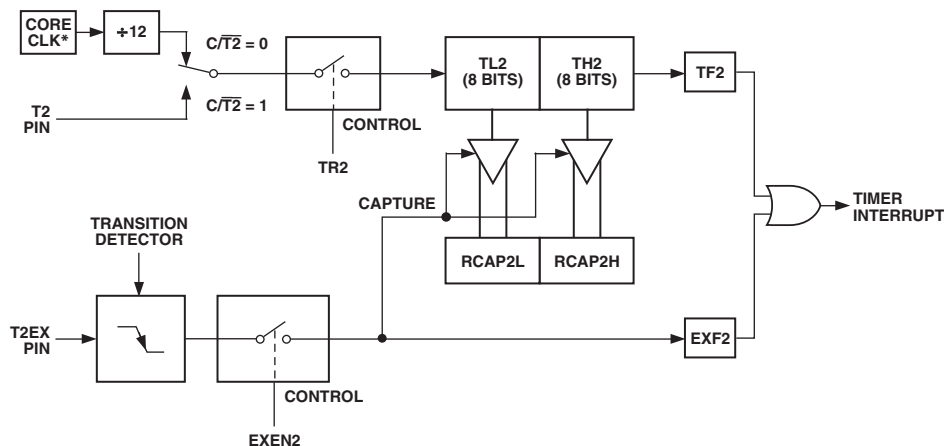 CORE
CLK*
÷12
C/T2̅ = 0
C/T2̅ = 1
T2
PIN
CONTROL
TR2
TL2
(8 BITS)
TH2
(8 BITS)
TF2
CAPTURE
TIMER
INTERRUPT
TRANSITION
DETECTOR
RCAP2L
RCAP2H
T2EX
PIN
CONTROL
EXEN2
EXF2